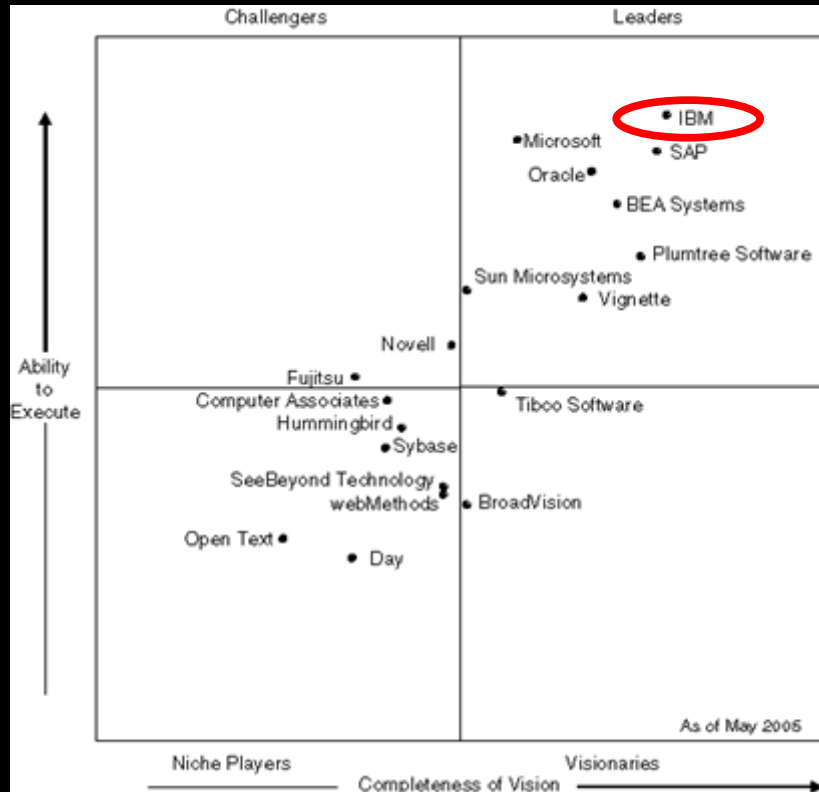 Challengers
Leaders
IBM
Microsoft
SAP
Oracle
BEA Systems
Plumtree Software
Sun Microsystems
Vignette
Novell
Ability
to
Execute
Fujitsu
Computer Associates
Tibco Software
Hummingbird
Sybase
SeeBeyond Technology
webMethods
BroadVision
Open Text
Day
As of May 2005
Niche Players
Visionaries
Completeness of Vision